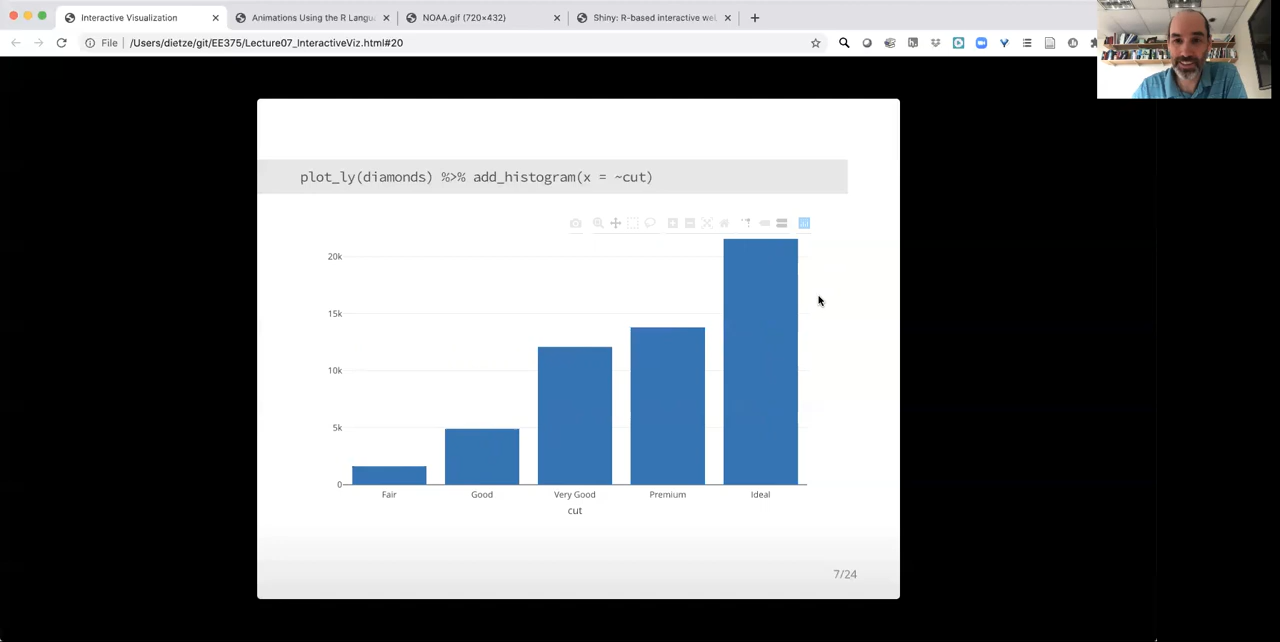 Interactive Visualization
Animations Using the R Langu
NOAA.gif (720×432)
Shiny: R-based interactive we
File
/Users/dietze/git/EE375/Lecture07_InteractiveViz.html#20
plot_ly(diamonds) %>% add_histogram(x = ~cut)
20k
15k
10k
5k
0
Fair Good Very Good Premium Ideal
cut
7/24